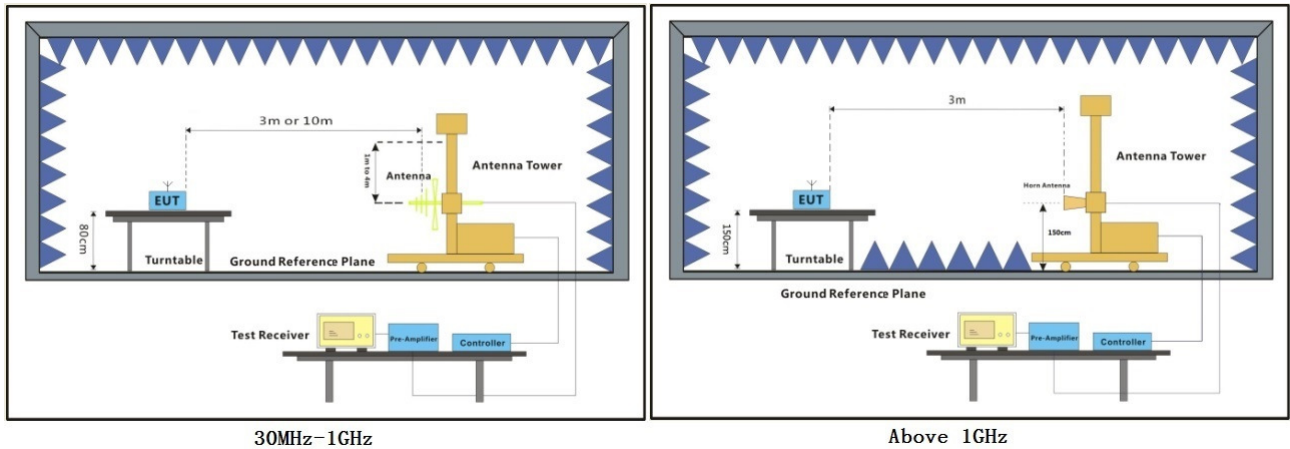 3m or 10m
1m to 4m
Antenna Tower
Antenna
EUT
80cm
Turntable
Ground Reference Plane
Test Receiver
Pre-Amplifier
Controller
30MHz-1GHz
3m
Antenna Tower
Horn Antenna
EUT
150cm
150cm
Turntable
Ground Reference Plane
Test Receiver
Pre-Amplifier
Controller
Above 1GHz